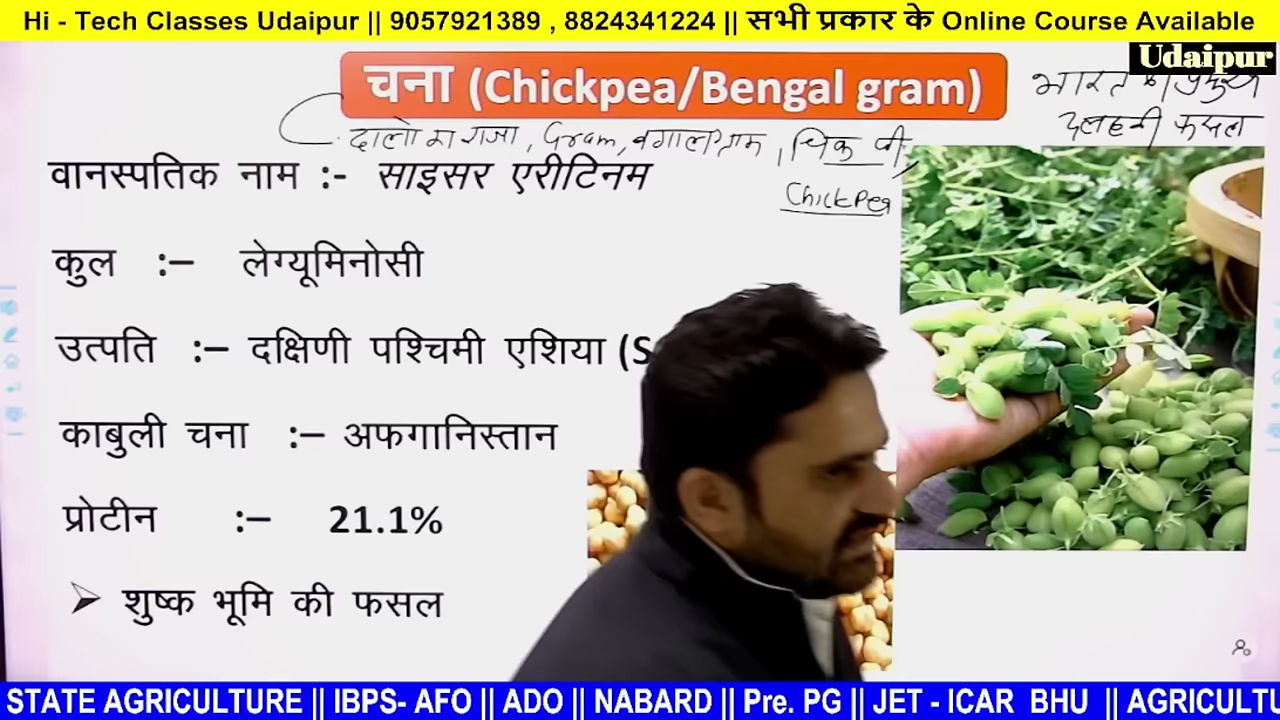 Hi - Tech Classes Udaipur || 9057921389 , 8824341224 || सभी प्रकार के Online Course Available
Udaipur
चना (Chickpea/Bengal gram)
भारत की प्रमुख
दलहनी फसल
दालो का राजा, Gram, बंगालग्राम, चिक पी,
Chickpea
वानस्पतिक नाम :- साइसर एरीटिनम
कुल :– लेग्यूमिनोसी
उत्पति :– दक्षिणी पश्चिमी एशिया (S
काबुली चना :– अफगानिस्तान
प्रोटीन :– 21.1%
➢ शुष्क भूमि की फसल
STATE AGRICULTURE || IBPS- AFO || ADO || NABARD || Pre. PG || JET - ICAR BHU || AGRICULTU